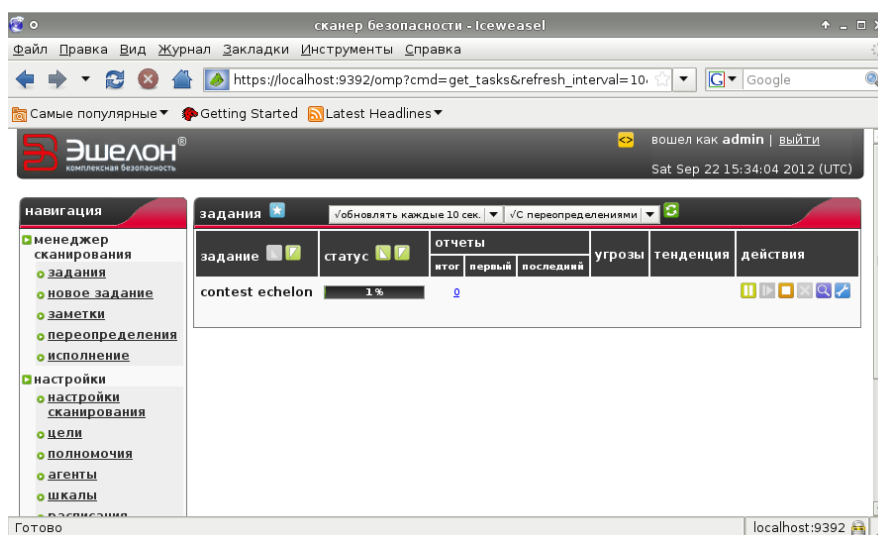 сканер безопасности - Iceweasel
Файл Правка Вид Журнал Закладки Инструменты Справка
https://localhost:9392/omp?cmd=get_tasks&refresh_interval=10 Google
Самые популярные Getting Started Latest Headlines
Эшелон®
комплексная безопасность
вошел как admin | выйти
Sat Sep 22 15:34:04 2012 (UTC)
навигация
менеджер
сканирования
задания
новое задание
заметки
переопределения
исполнение
настройки
настройки
сканирования
цели
полномочия
агенты
шкалы
расписания
задания √обновлять каждые 10 сек. √С переопределениями
задание статус отчеты угрозы тенденция действия
итог первый последний
contest echelon 1% 0
Готово localhost:9392